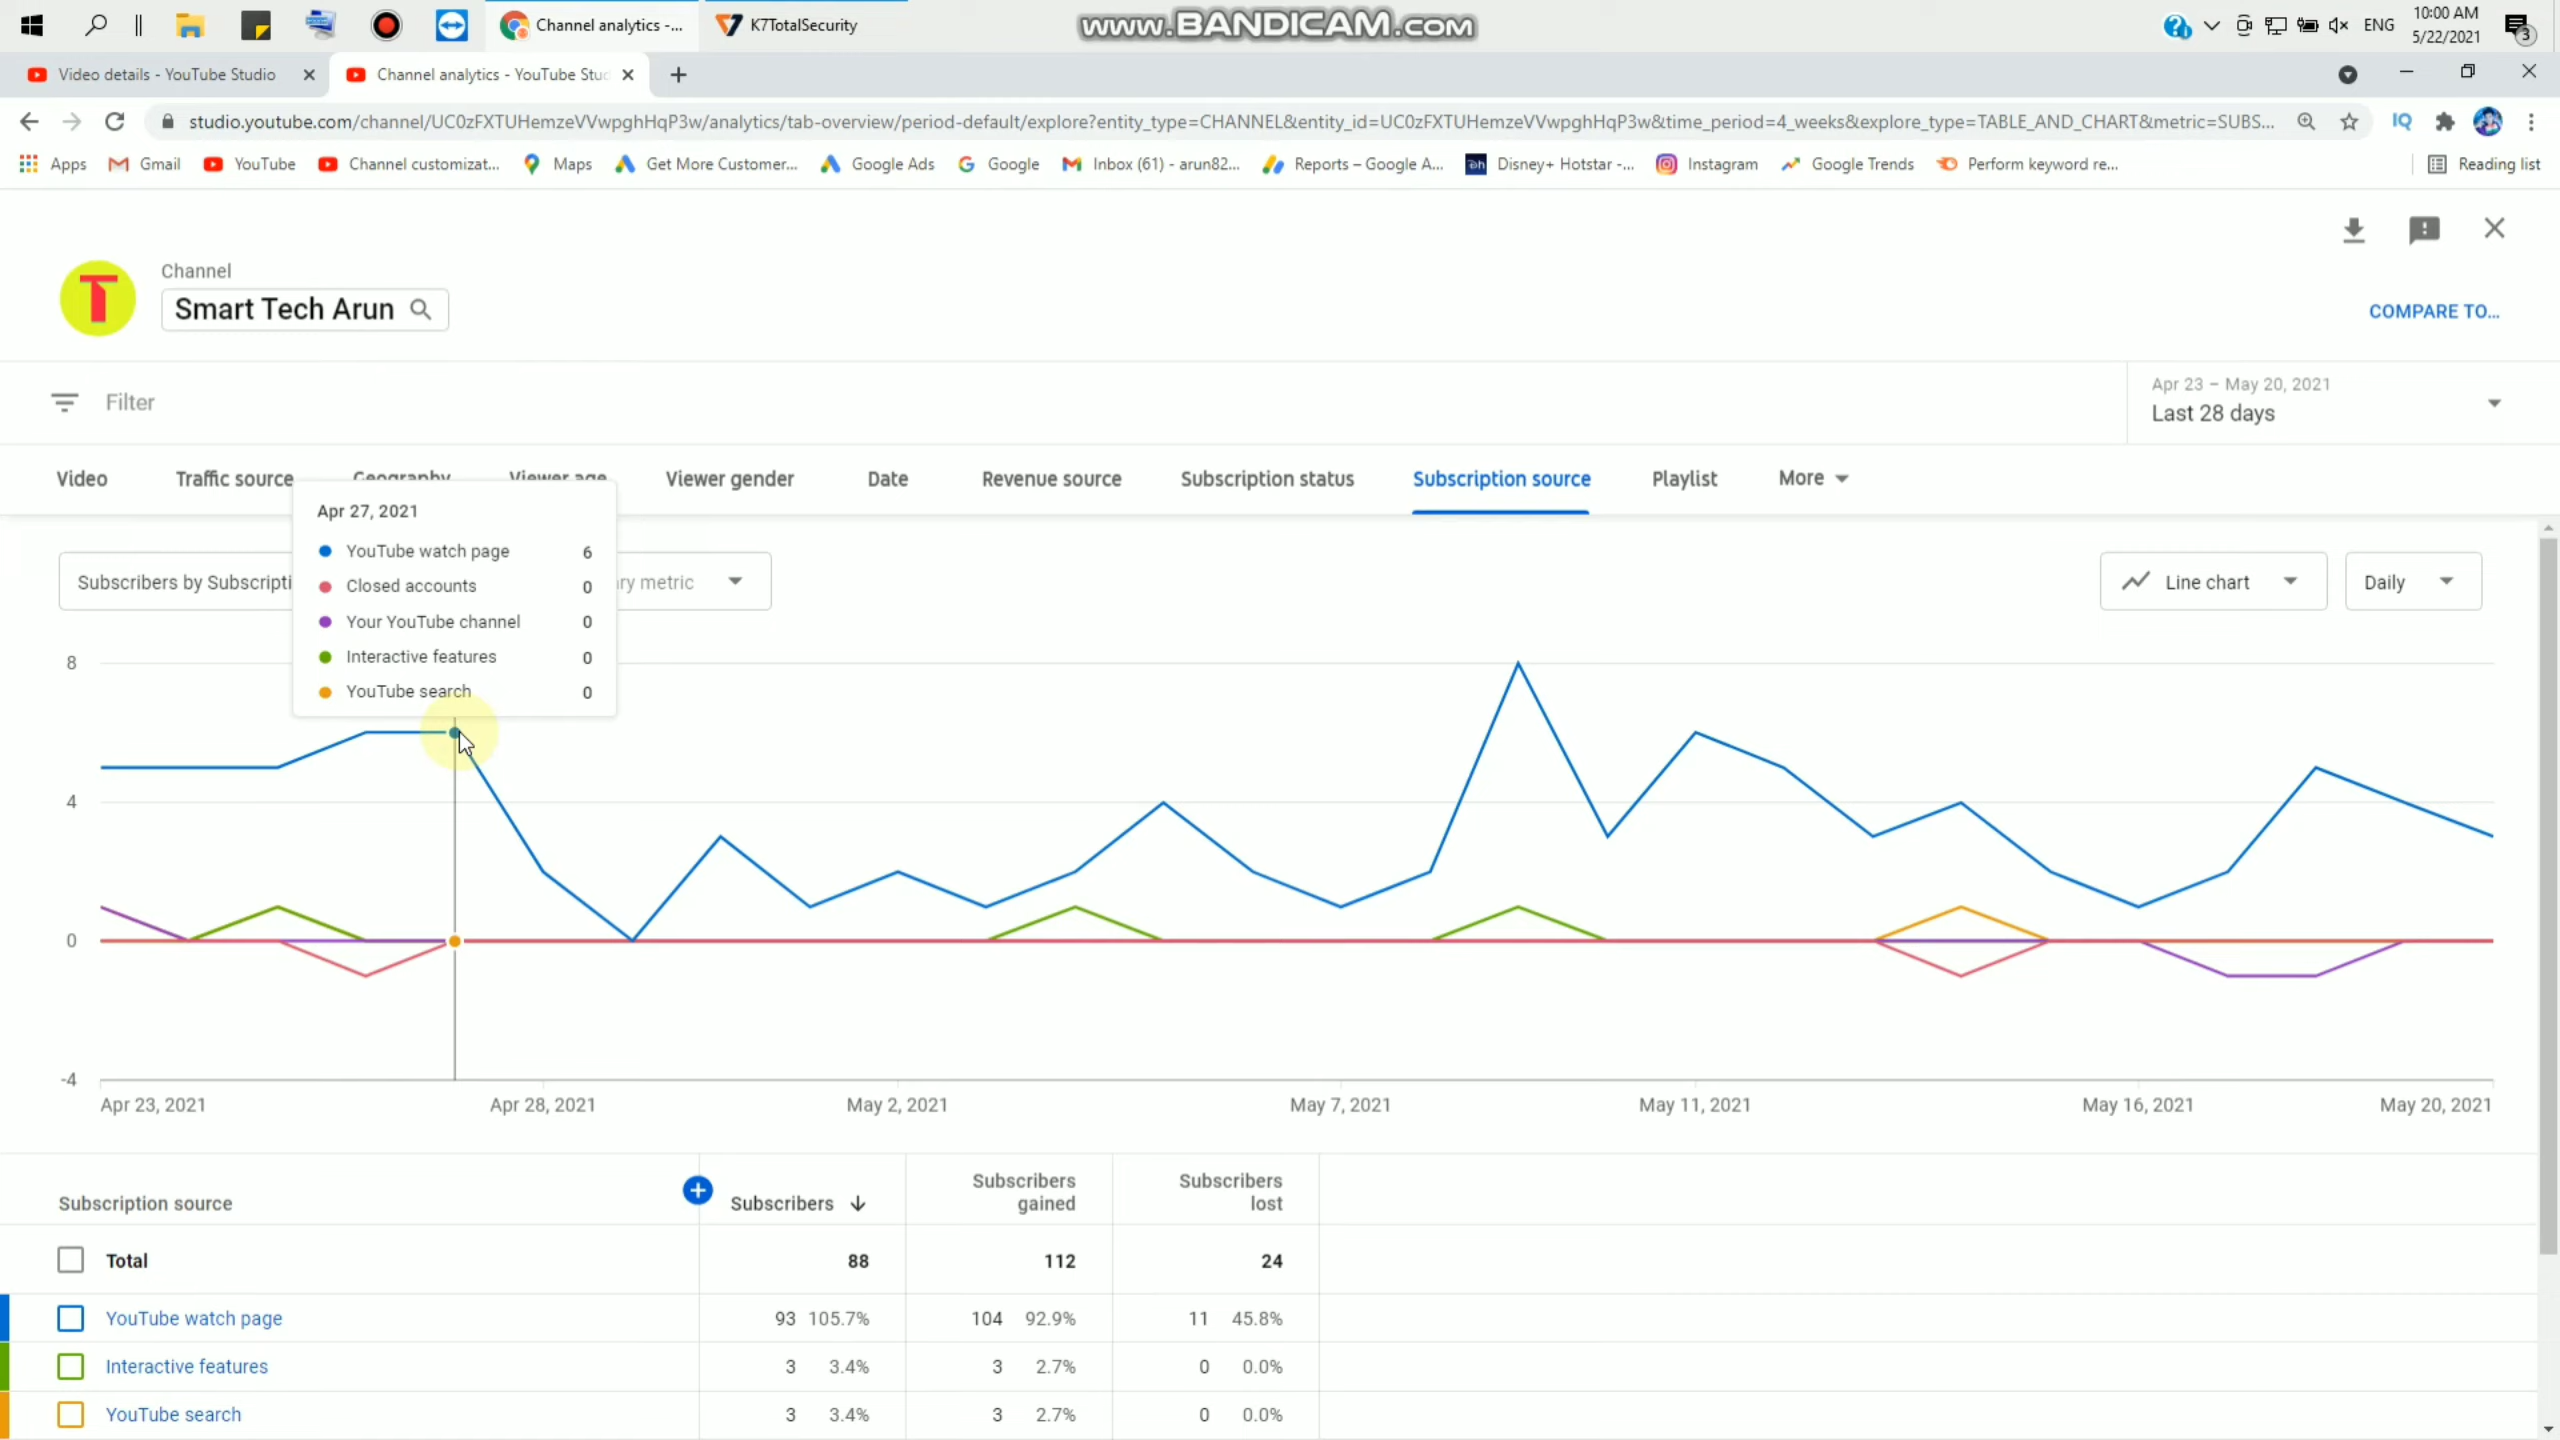 Channel analytics -...
K7TotalSecurity
www.BANDICAM.com
ENG
10:00 AM
5/22/2021
3
Video details - YouTube Studio
Channel analytics - YouTube Stu
studio.youtube.com/channel/UC0zFXTUHemzeVVwpghHqP3w/analytics/tab-overview/period-default/explore?entity_type=CHANNEL&entity_id=UC0zFXTUHemzeVVwpghHqP3w&time_period=4_weeks&explore_type=TABLE_AND_CHART&metric=SUBS...
IQ
Apps
Gmail
YouTube
Channel customizat...
Maps
Get More Customer...
Google Ads
Google
Inbox (61) - arun82...
Reports – Google A...
Disney+ Hotstar -...
Instagram
Google Trends
Perform keyword re...
Reading list
T
Channel
Smart Tech Arun
COMPARE TO...
Filter
Apr 23 – May 20, 2021
Last 28 days
Video
Traffic source
Geography
Viewer age
Viewer gender
Date
Revenue source
Subscription status
Subscription source
Playlist
More
Apr 27, 2021
YouTube watch page 6
Closed accounts 0
Your YouTube channel 0
Interactive features 0
YouTube search 0
Subscribers by Subscripti
ry metric
Line chart
Daily
8
4
0
-4
Apr 23, 2021
Apr 28, 2021
May 2, 2021
May 7, 2021
May 11, 2021
May 16, 2021
May 20, 2021
Subscription source
Subscribers
Subscribers
gained
Subscribers
lost
Total 88 112 24
YouTube watch page 93 105.7% 104 92.9% 11 45.8%
Interactive features 3 3.4% 3 2.7% 0 0.0%
YouTube search 3 3.4% 3 2.7% 0 0.0%